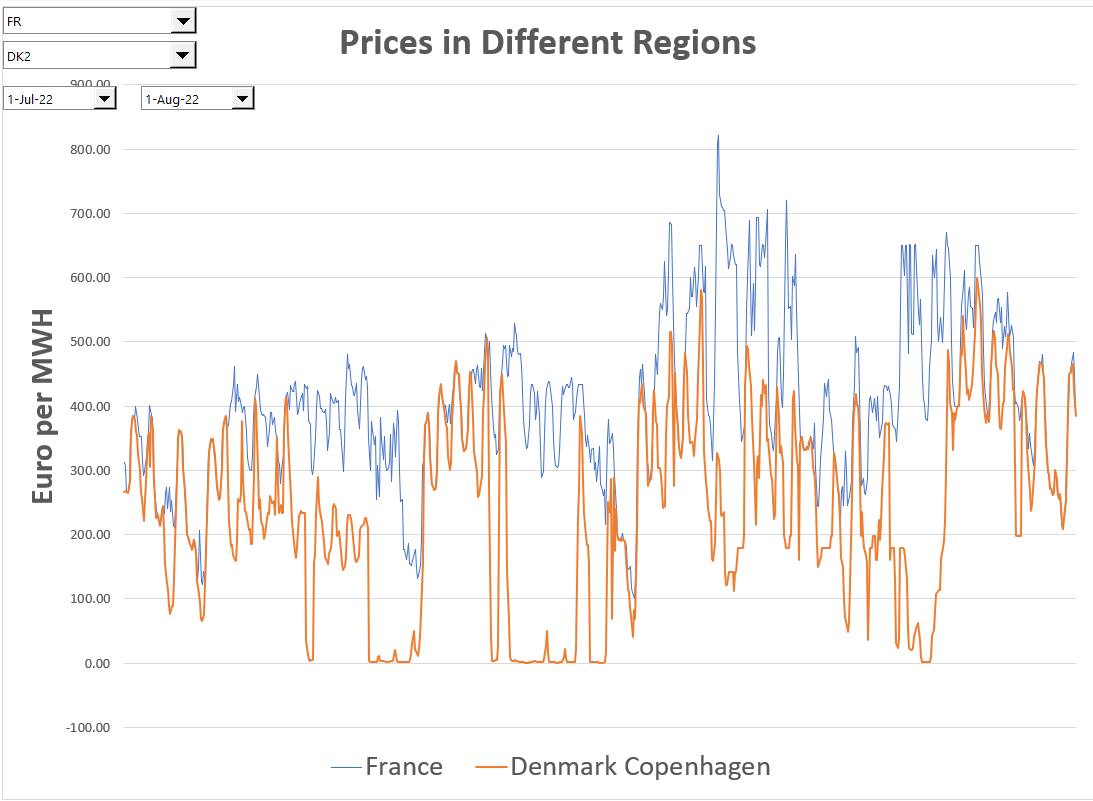 FR
Prices in Different Regions
DK2
900.00
1-Jul-22 1-Aug-22
800.00
700.00
600.00
500.00
400.00
300.00
200.00
100.00
0.00
-100.00
Euro per MWH
France Denmark Copenhagen